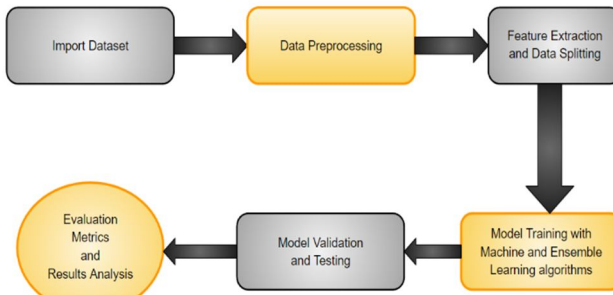 Import Dataset
Data Preprocessing
Feature Extraction
and Data Splitting
Model Training with
Machine and Ensemble
Learning algorithms
Model Validation
and Testing
Evaluation
Metrics
and
Results Analysis